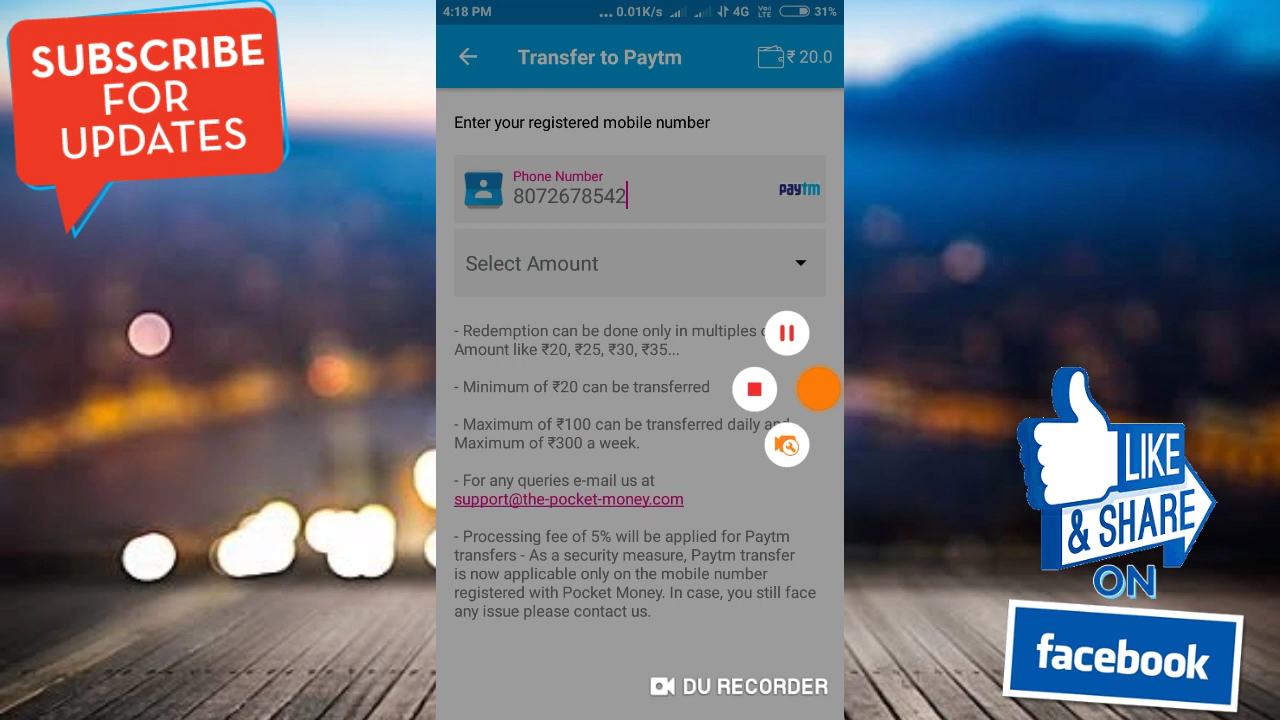 SUBSCRIBE
FOR
UPDATES
4:18 PM ... 0.01K/s 4G VoLTE 31%
Transfer to Paytm ₹ 20.0
Enter your registered mobile number
Phone Number
8072678542 paytm
Select Amount
- Redemption can be done only in multiples
Amount like ₹20, ₹25, ₹30, ₹35...
- Minimum of ₹20 can be transferred
- Maximum of ₹100 can be transferred daily and
Maximum of ₹300 a week.
- For any queries e-mail us at
support@the-pocket-money.com
- Processing fee of 5% will be applied for Paytm
transfers - As a security measure, Paytm transfer
is now applicable only on the mobile number
registered with Pocket Money. In case, you still face
any issue please contact us.
DU RECORDER
LIKE
& SHARE
ON
facebook